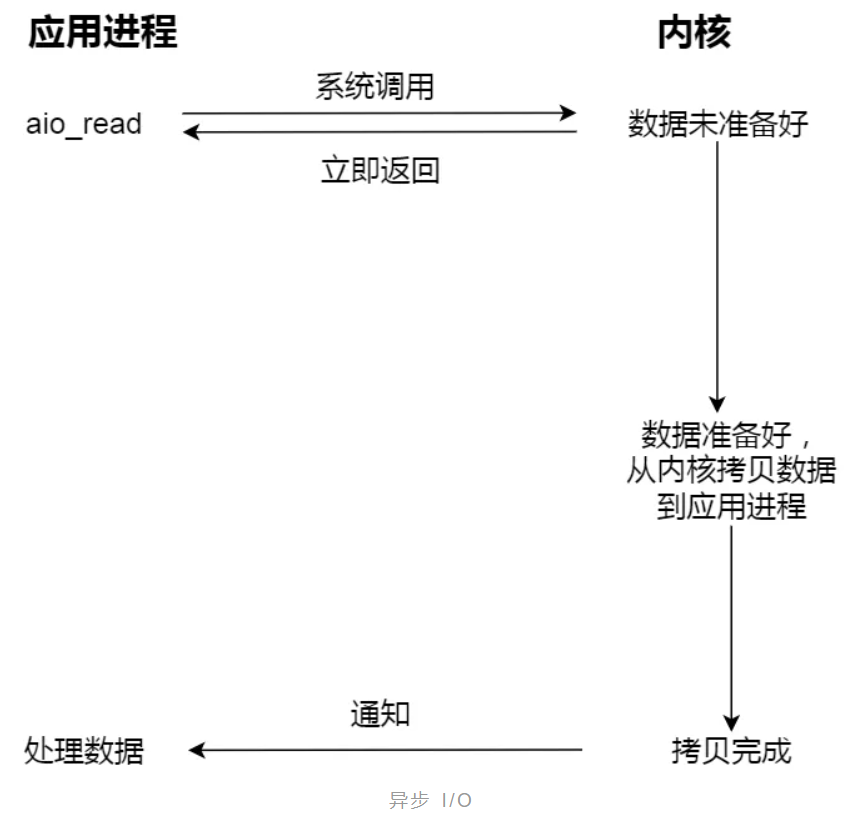 应用进程
内核
系统调用
aio_read
数据未准备好
立即返回
数据准备好，
从内核拷贝数据
到应用进程
通知
处理数据
拷贝完成
异步 I/O